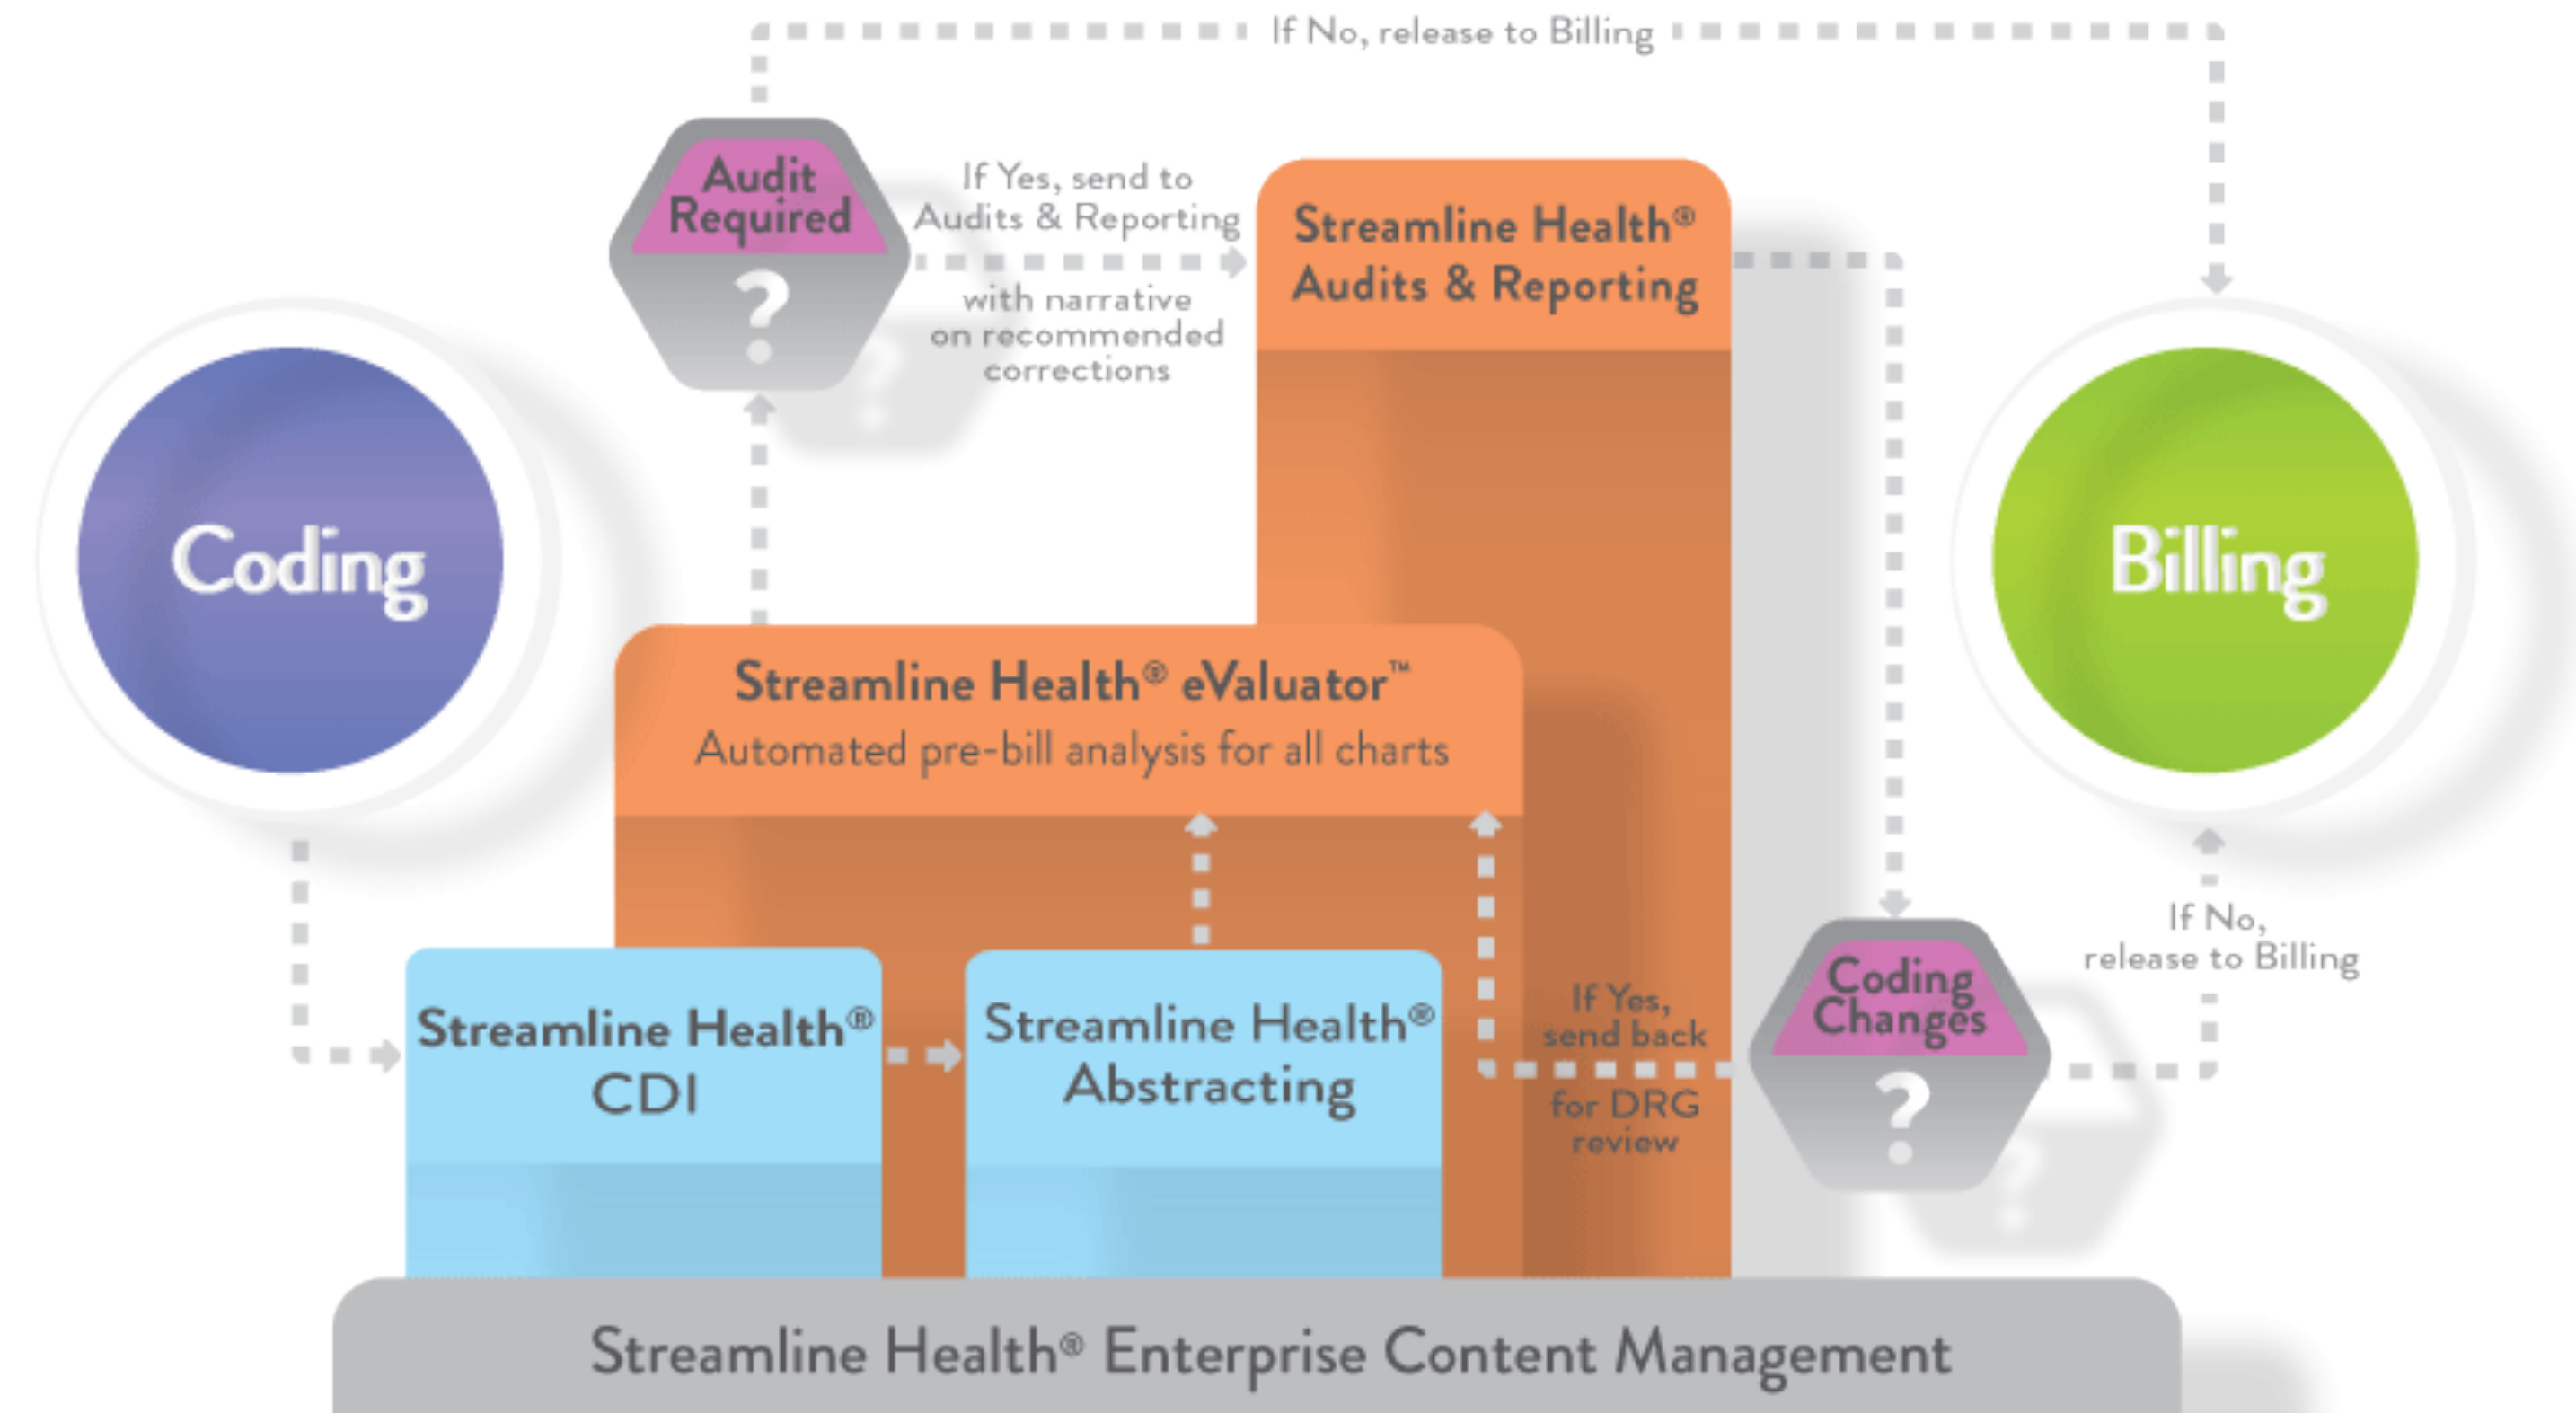 If No, release to Billing
Audit
Required
?
If Yes, send to
Audits & Reporting
with narrative
on recommended
corrections
Streamline Health®
Audits & Reporting
Coding
Billing
Streamline Health® eValuator™
Automated pre-bill analysis for all charts
Streamline Health®
CDI
Streamline Health®
Abstracting
If Yes,
send back
for DRG
review
Coding
Changes
?
If No,
release to Billing
Streamline Health® Enterprise Content Management